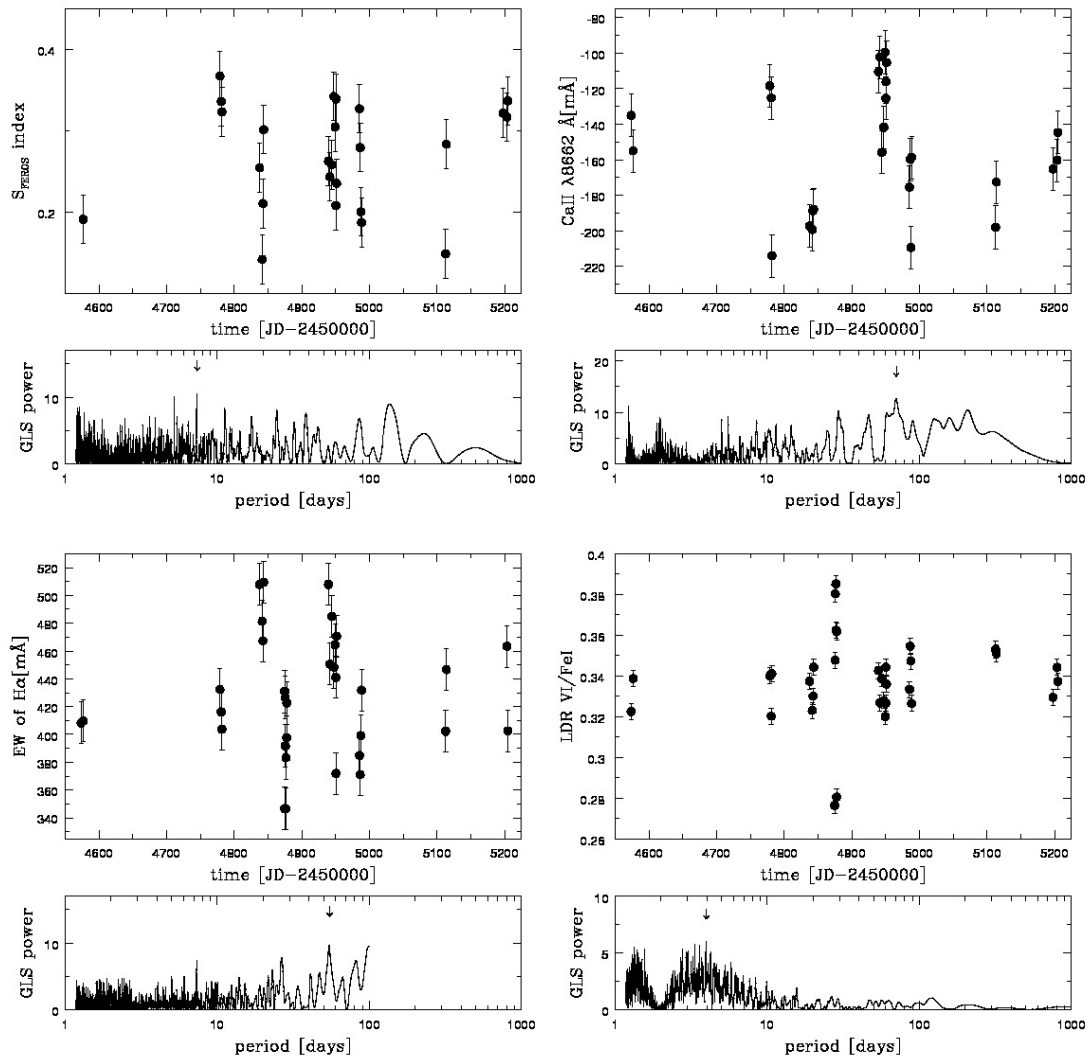 0.4
0.2
S_FEROS index
4600 4700 4800 4900 5000 5100 5200
time [JD-2450000]
10
5
0
GLS power
1 10 100 1000
period [days]
-80
-100
-120
-140
-160
-180
-200
-220
CaII λ8662 Å[mÅ]
4600 4700 4800 4900 5000 5100 5200
time [JD-2450000]
20
10
0
GLS power
1 10 100 1000
period [days]
520
500
480
460
440
420
400
380
360
340
EW of Hα[mÅ]
4600 4700 4800 4900 5000 5100 5200
time [JD-2450000]
10
5
0
GLS power
1 10 100 1000
period [days]
0.4
0.38
0.36
0.34
0.32
0.3
0.28
0.26
LDR VI/FeI
4600 4700 4800 4900 5000 5100 5200
time [JD-2450000]
10
5
0
GLS power
1 10 100 1000
period [days]